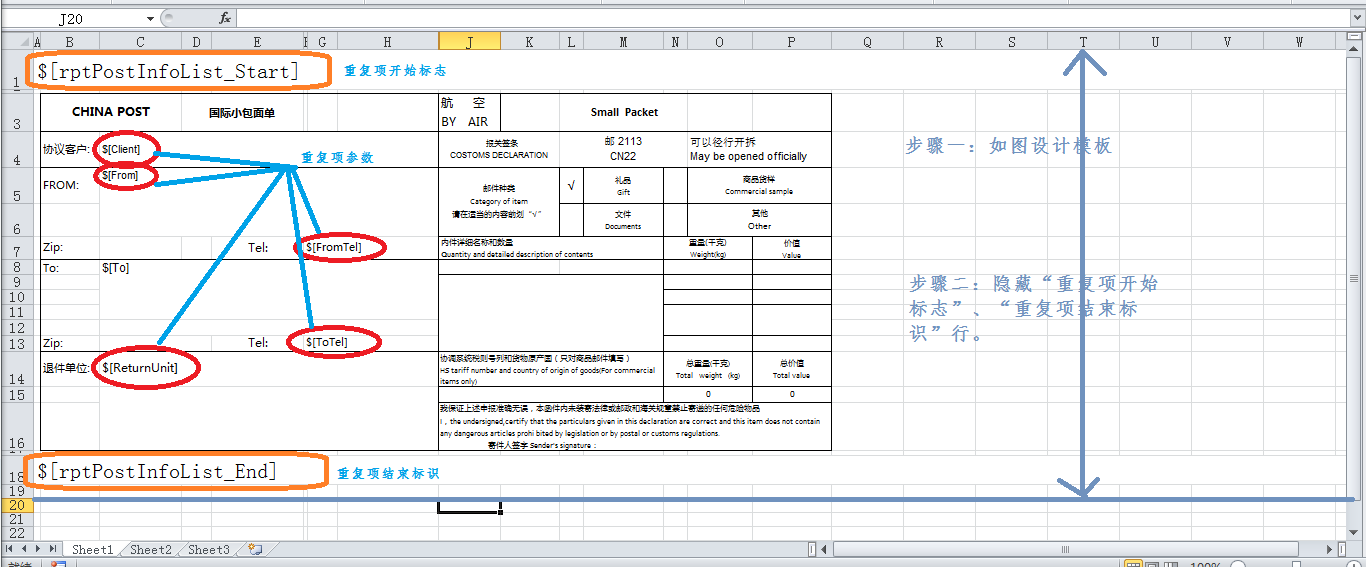 J20
fx
A B C D E F G H J K L M N O P Q R S T U V W
1 $[rptPostInfoList_Start] 重复项开始标志
3 CHINA POST 国际小包面单 航 空 Small Packet
BY AIR
4 协议客户: $[Client] 报关签条 邮 2113 可以径行开拆
COSTOMS DECLARATION CN22 May be opened officially
重复项参数
步骤一: 如图设计模板
5 FROM: $[From] 邮件种类 √ 礼品 商品货样
Category of item Gift Commercial sample
6 请在适当的内容前划“√” 文件 其他
Documents Other
7 Zip: Tel: $[FromTel] 内件详细名称和数量 重量(千克) 价值
Quantity and detailed description of contents Weight(kg) Value
8 To: $[To]
9
步骤二: 隐藏“重复项开始
标志”、“重复项结束标
识”行。
10
11
12
13 Zip: Tel: $[ToTel]
14 退件单位: $[ReturnUnit] 协调系统税则号列和货物原产国（只对商品邮件填写） 总重量(千克) 总价值
HS tariff number and country of origin of goods(For commercial Total weight (kg) Total value
items only)
15 0 0
16 我保证上述申报准确无误，本函件内未装寄法律或邮政和海关规章禁止寄递的任何危险物品
I , the undersigned,certify that the particulars given in this declaration are correct and this item does not contain
any dangerous articles prohi bited by legislation or by postal or customs regulations.
寄件人签字 Sender's signature :
18 $[rptPostInfoList_End] 重复项结束标识
19
20
21
22
Sheet1 Sheet2 Sheet3
100%